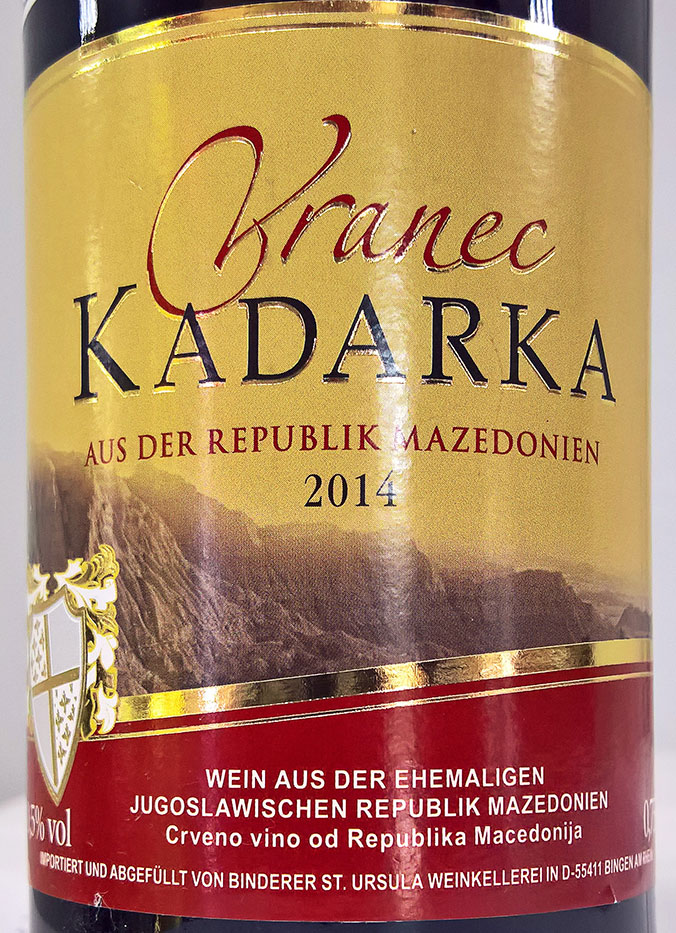 Vranec
KADARKA
AUS DER REPUBLIK MAZEDONIEN
2014
WEIN AUS DER EHEMALIGEN
JUGOSLAWISCHEN REPUBLIK MAZEDONIEN
Crveno vino od Republika Macedonija
5% vol
IMPORTIERT UND ABGEFÜLLT VON BINDERER ST. URSULA WEINKELLEREI IN D-55411 BINGEN AM RHEIN